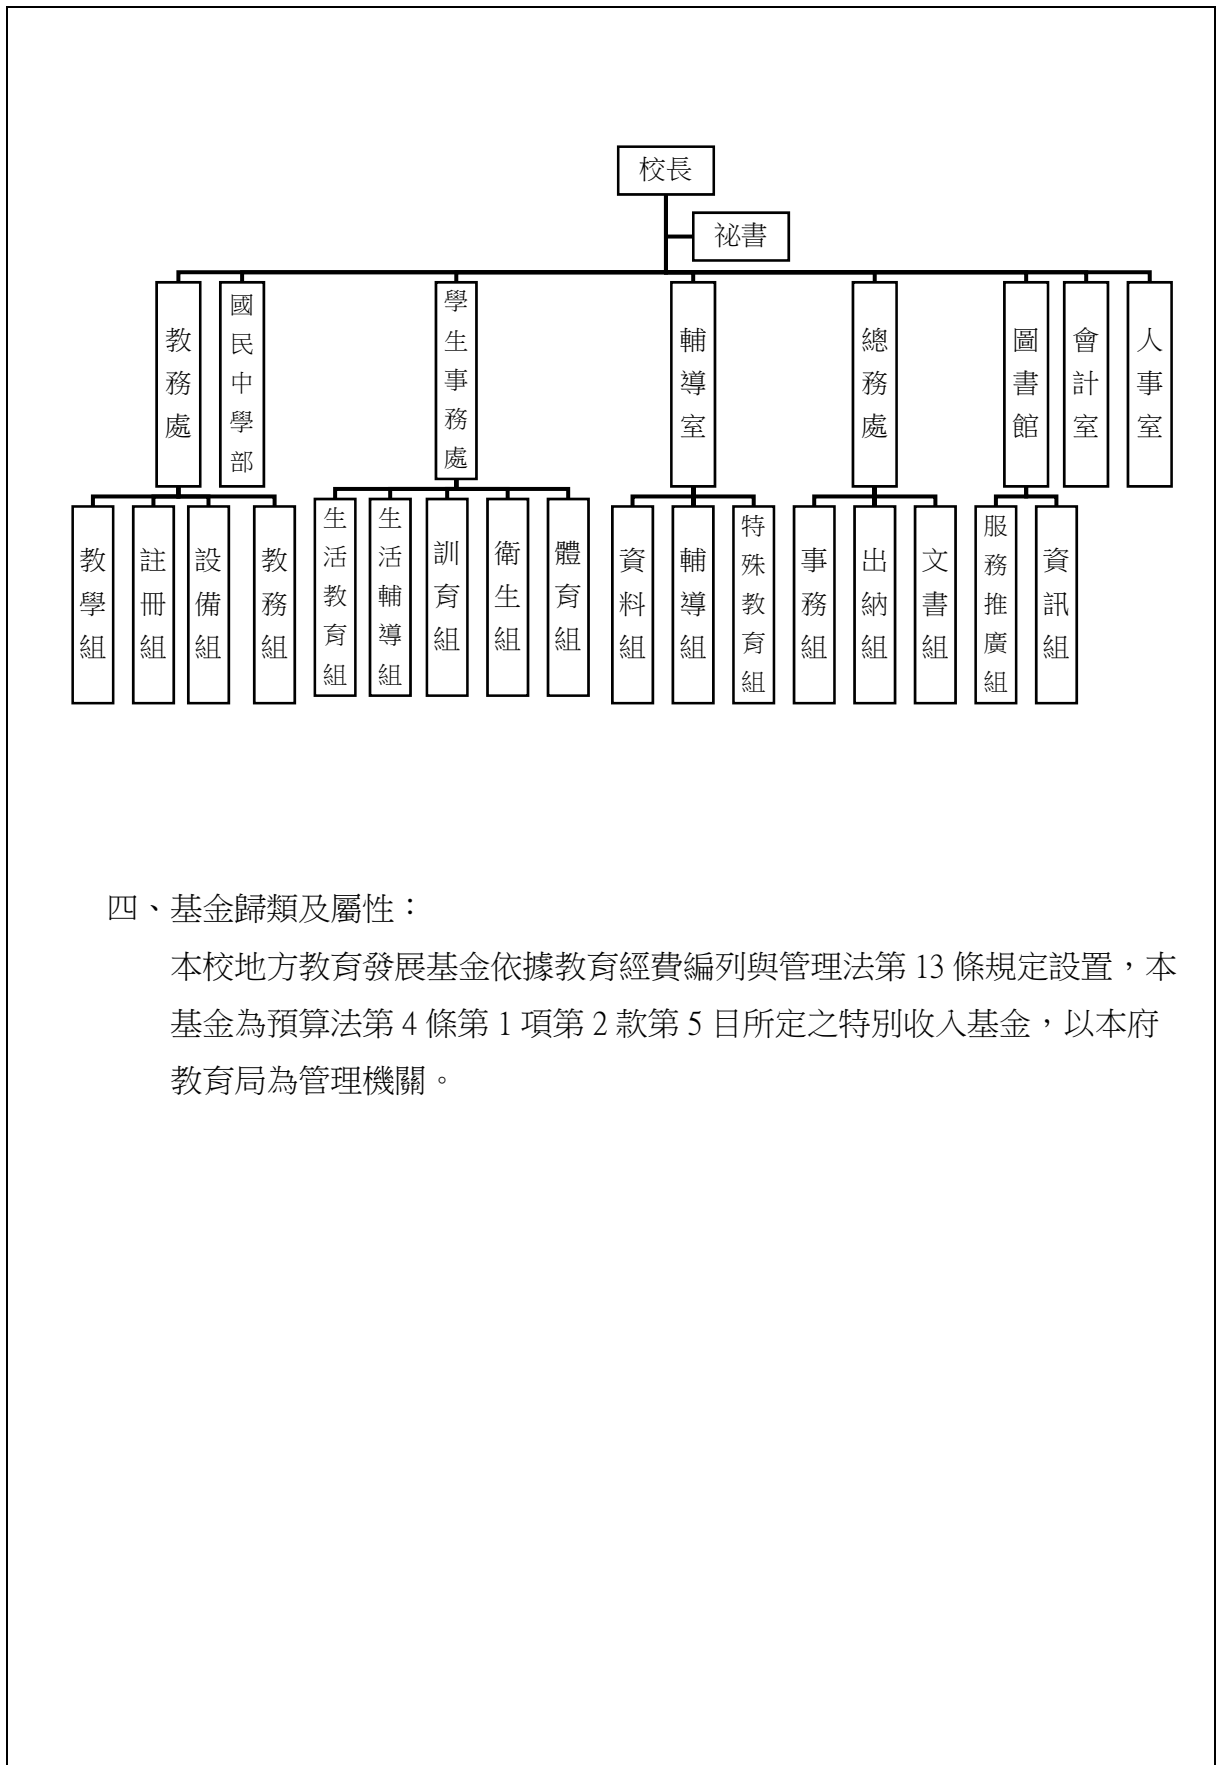 校長
祕書
教務處
國民中學部
學生事務處
輔導室
總務處
圖書館
會計室
人事室
教學組
註冊組
設備組
教務組
生活教育組
生活輔導組
訓育組
衛生組
體育組
資料組
輔導組
特殊教育組
事務組
出納組
文書組
服務推廣組
資訊組
四、基金歸類及屬性：
本校地方教育發展基金依據教育經費編列與管理法第 13 條規定設置，本
基金為預算法第 4 條第 1 項第 2 款第 5 目所定之特別收入基金，以本府
教育局為管理機關。